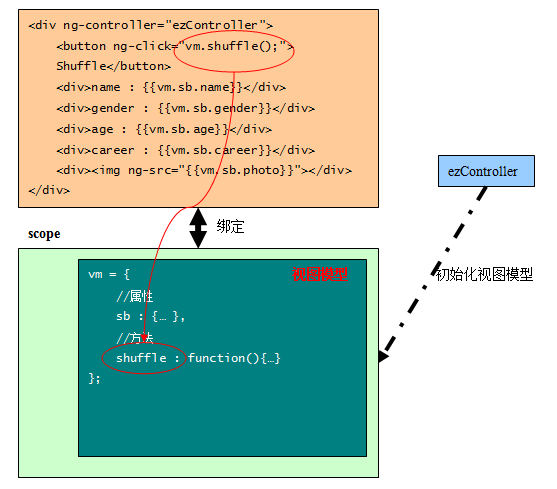 <div ng-controller="ezController">
<button ng-click="vm.shuffle();">
Shuffle</button>
<div>name : {{vm.sb.name}}</div>
<div>gender : {{vm.sb.gender}}</div>
<div>age : {{vm.sb.age}}</div>
<div>career : {{vm.sb.career}}</div>
<div><img ng-src="{{vm.sb.photo}}"></div>
</div>
ezController
绑定
scope
视图模型
初始化视图模型
vm = {
//属性
sb : {… },
//方法
shuffle : function(){…}
};